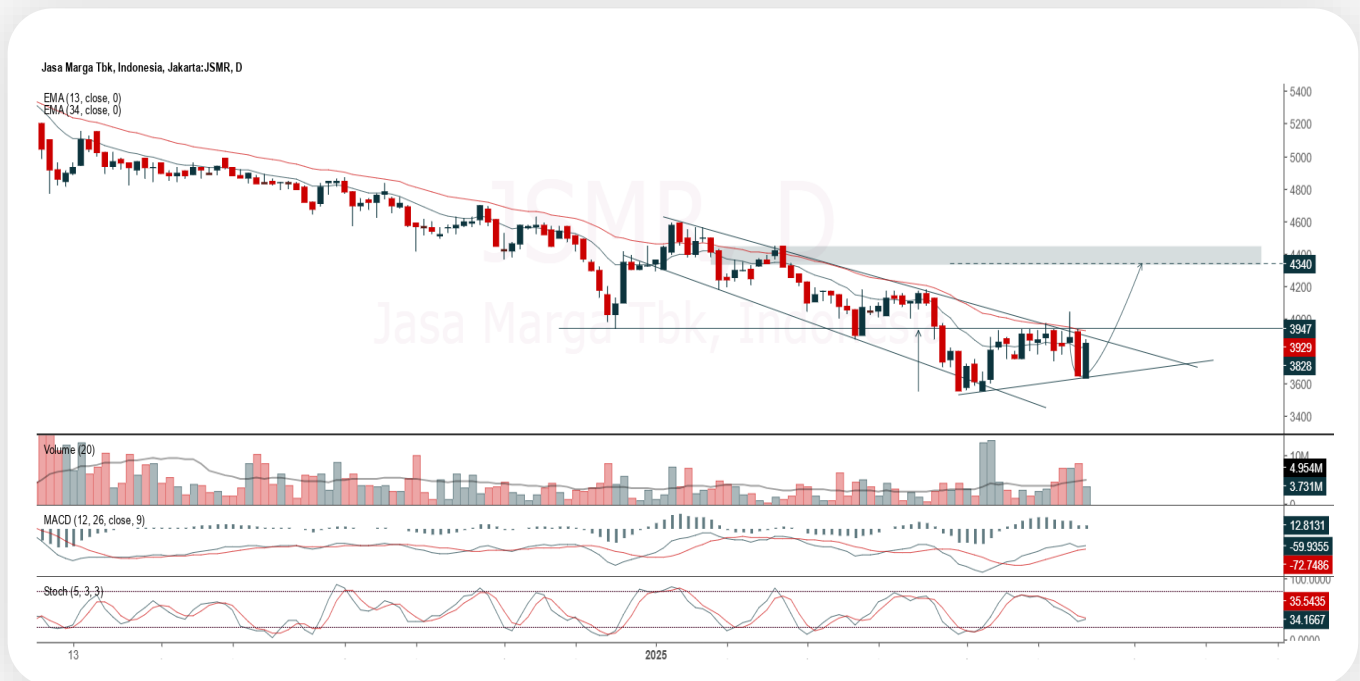 Jasa Marga Tbk, Indonesia, Jakarta:JSMR, D
EMA (13, close, 0)
EMA (34, close, 0)
JSMR, D
Jasa Marga Tbk, Indonesia
5400
5200
5000
4800
4600
4400
4340
4200
4000
3947
3929
3828
3600
3400
Volume (20)
10M
4.954M
3.731M
0
MACD (12, 26, close, 9)
12.8131
-59.9355
-72.7486
Stoch (5, 3, 3)
100.0000
35.5435
34.1667
0.0000
13
2025